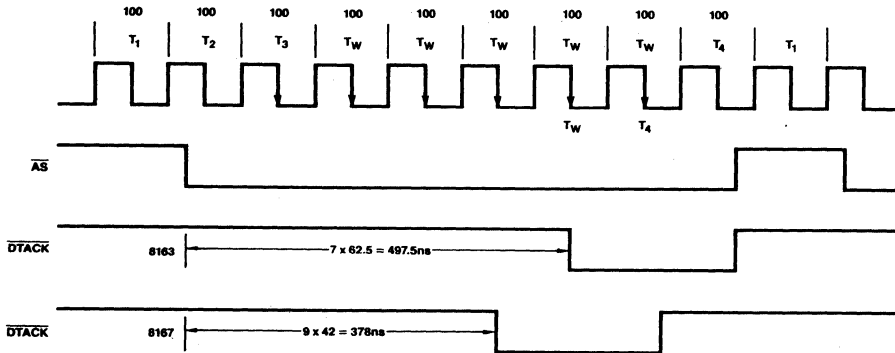 100 100 100 100 100 100 100 100 100
T1 T2 T3 TW TW TW TW TW T4 T1
TW T4
AS
DTACK
8163 7 x 62.5 = 497.5ns
DTACK
8167 9 x 42 = 378ns